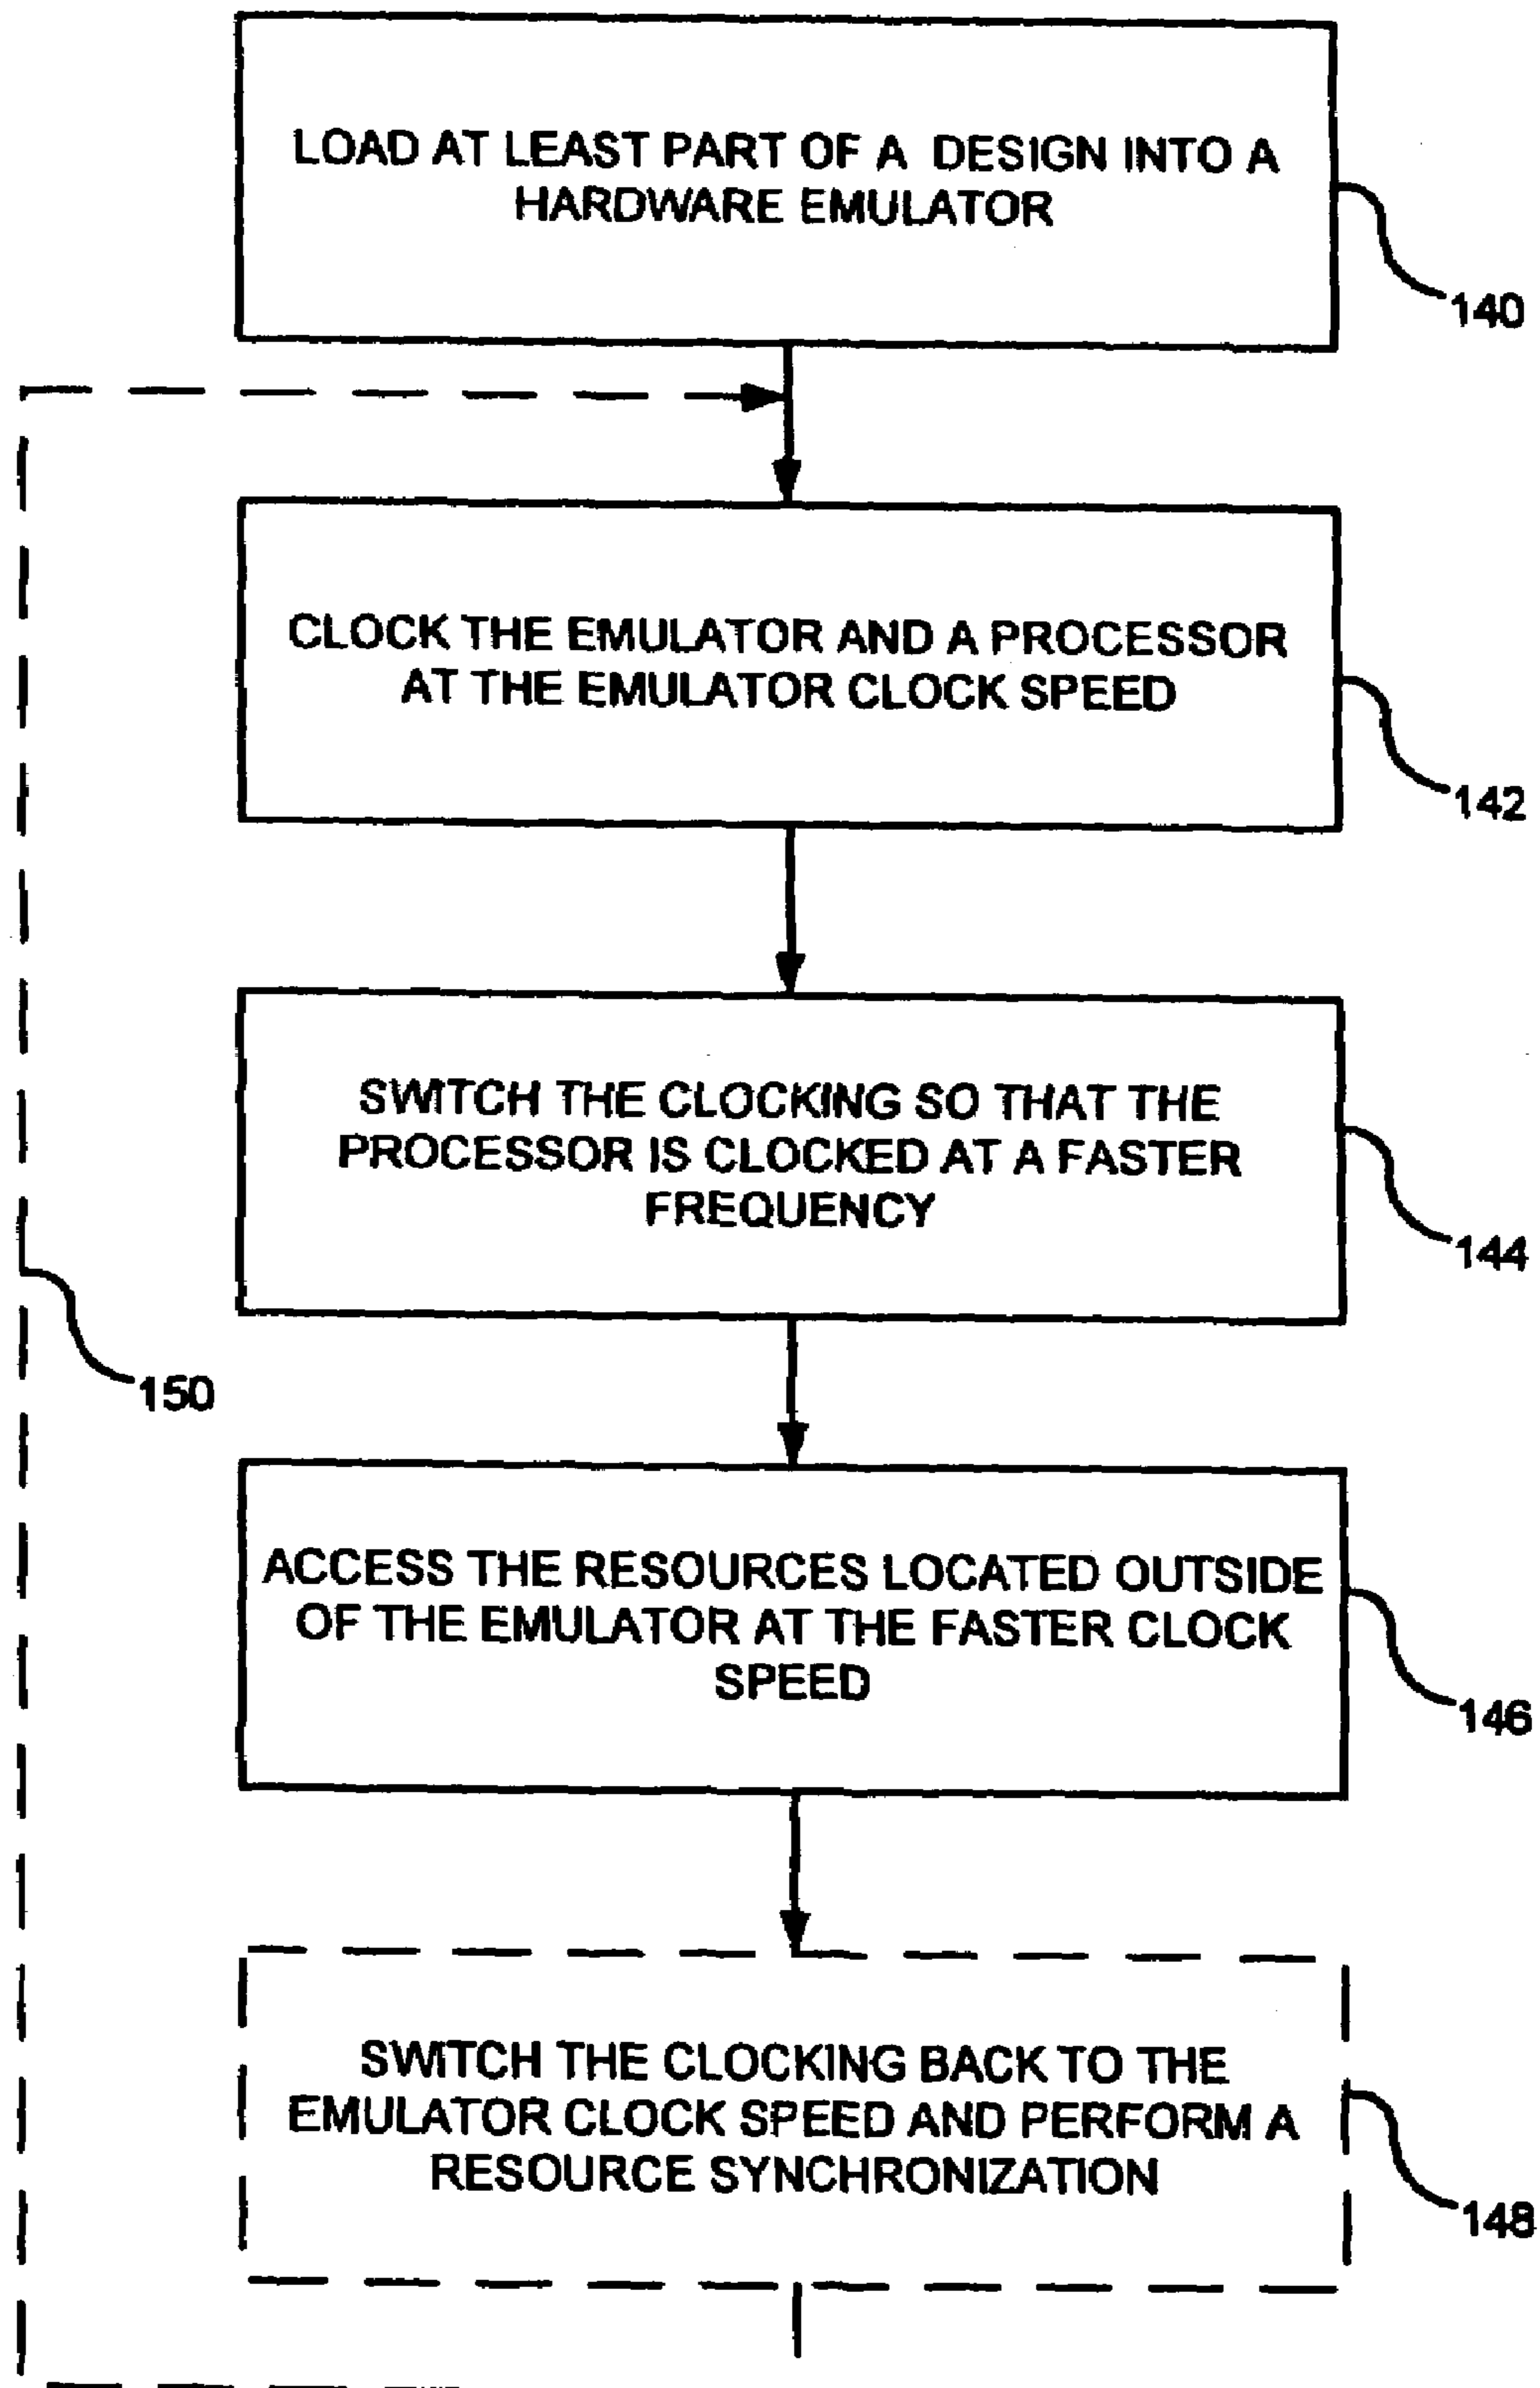 LOAD AT LEAST PART OF A DESIGN INTO A
HARDWARE EMULATOR
140
CLOCK THE EMULATOR AND A PROCESSOR
AT THE EMULATOR CLOCK SPEED
142
SWITCH THE CLOCKING SO THAT THE
PROCESSOR IS CLOCKED AT A FASTER
FREQUENCY
144
150
ACCESS THE RESOURCES LOCATED OUTSIDE
OF THE EMULATOR AT THE FASTER CLOCK
SPEED
146
SWITCH THE CLOCKING BACK TO THE
EMULATOR CLOCK SPEED AND PERFORM A
RESOURCE SYNCHRONIZATION
148